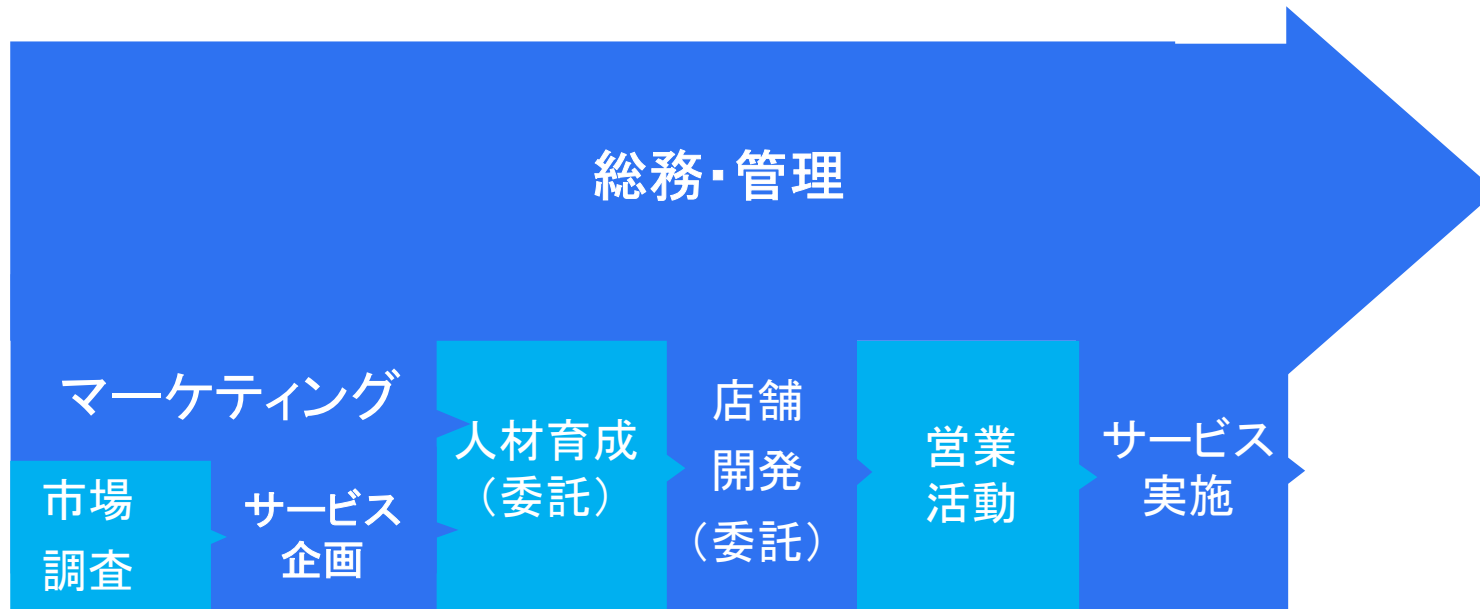 総務・管理
マーケティング
市場
調査
サービス
企画
人材育成
（委託）
店舗
開発
（委託）
営業
活動
サービス
実施